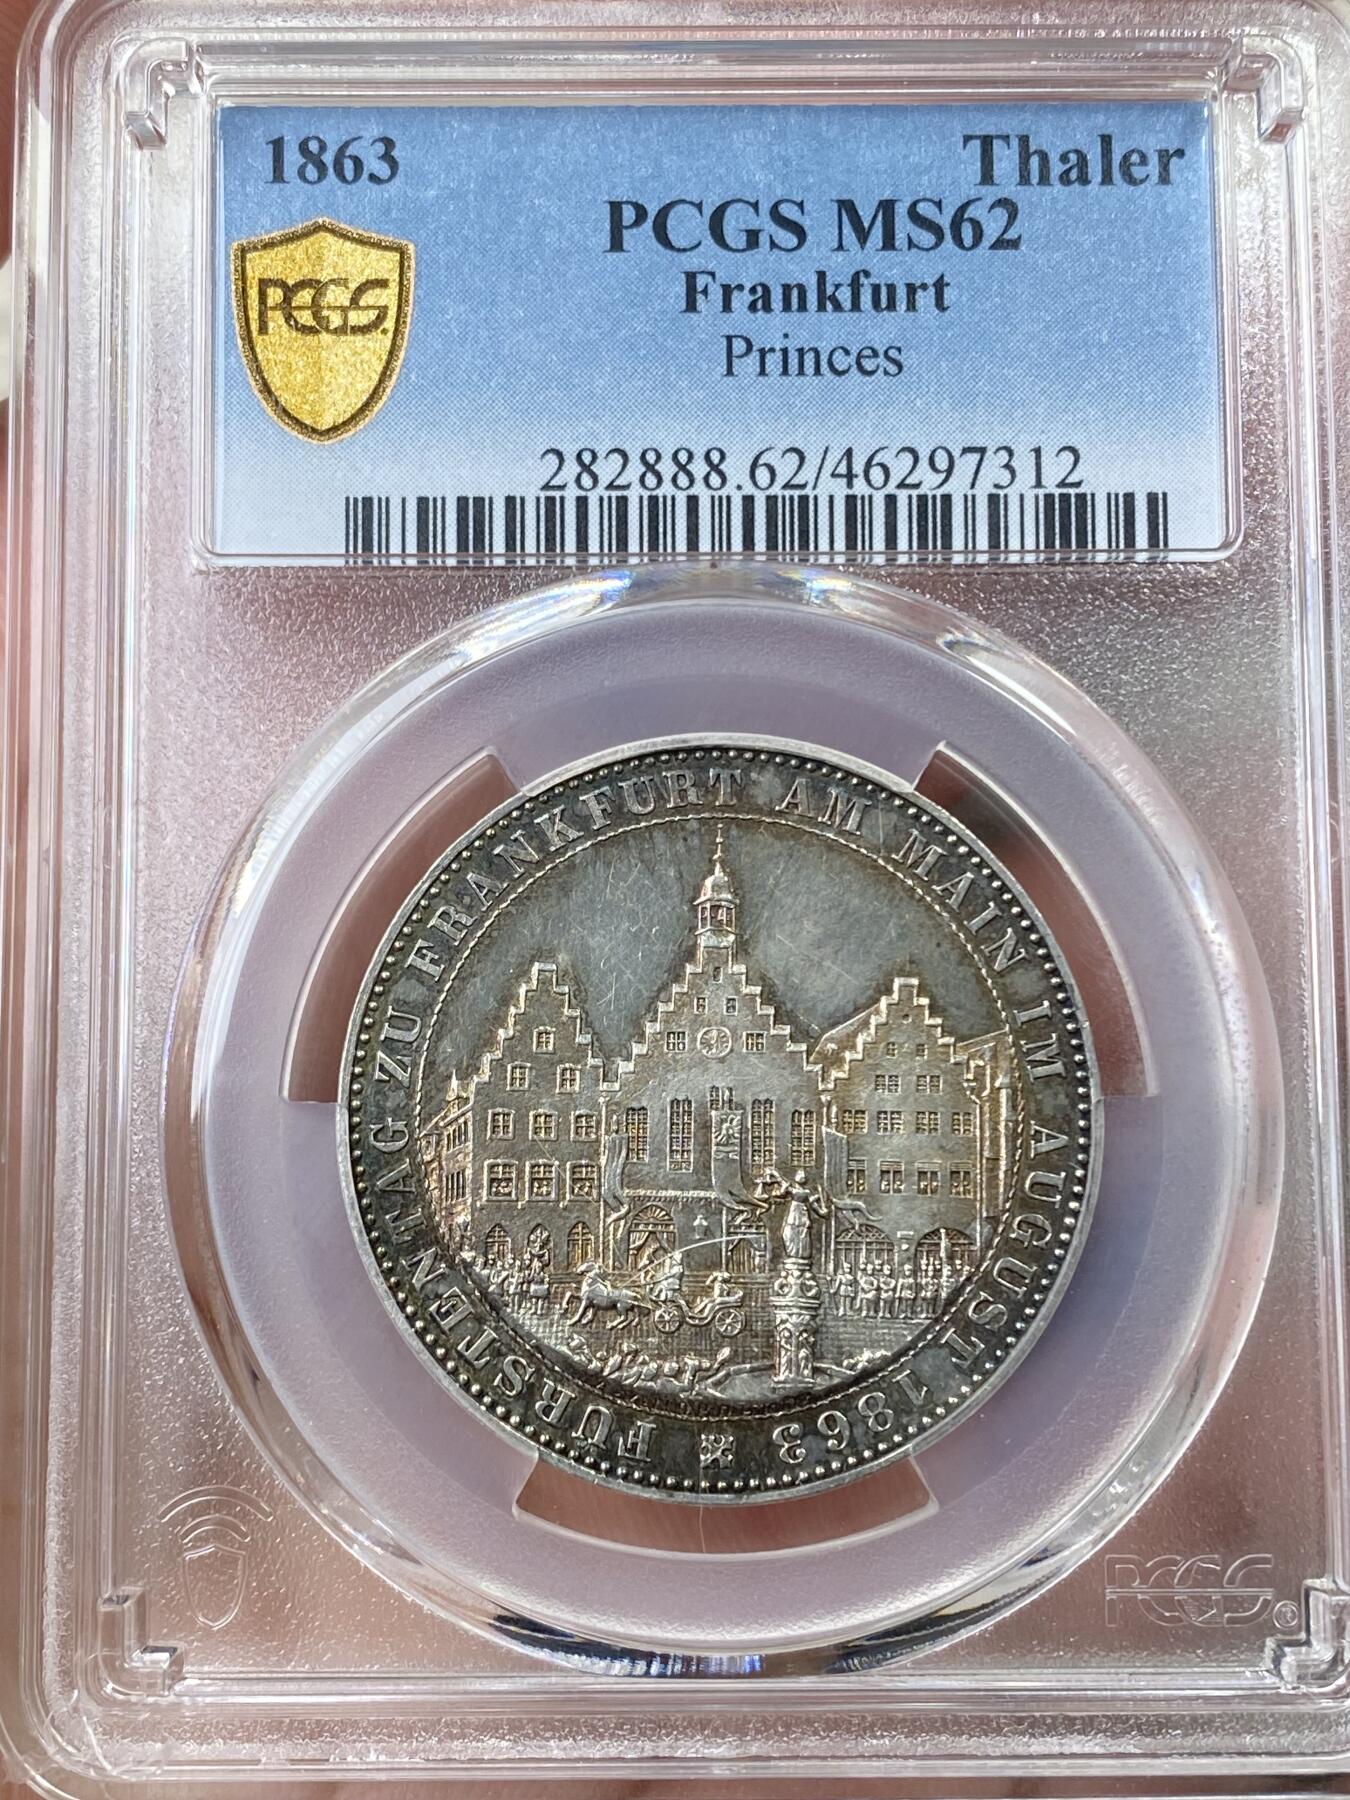 1863 Thaler
PCGS MS62
Frankfurt
Princes
PCGS
282888.62/46297312
FÜRSTENTAG ZU FRANKFURT AM MAIN IM AUGUST 1863
PCGS